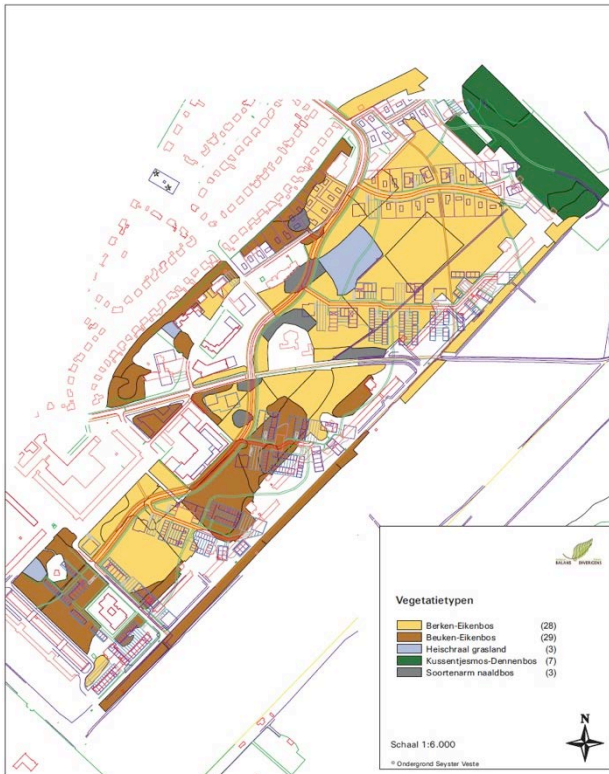 Vegetatietypen
Berken-Eikenbos (28)
Beuken-Eikenbos (29)
Heischraal grasland (3)
Kussentjesmos-Dennenbos (7)
Soortenarm naaldbos (3)
N
Schaal 1:6.000
© Ondergrond Seyster Veste